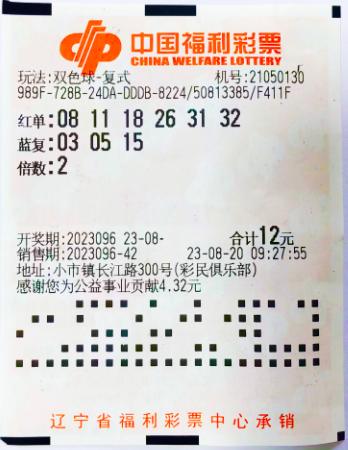 中国福利彩票
CHINA WELFARE LOTTERY
玩法:双色球-复式 机号:21050130
989F-728B-24DA-DDDB-8224/50813385/F411F
红单:08 11 18 26 31 32
蓝复:03 05 15
倍数:2
开奖期:2023096 23-08- 合计12元
销售期:2023096-42 23-08-20 09:27:55
地址:小市镇长江路300号(彩民俱乐部)
感谢您为公益事业贡献4.32元
辽宁省福利彩票中心承销